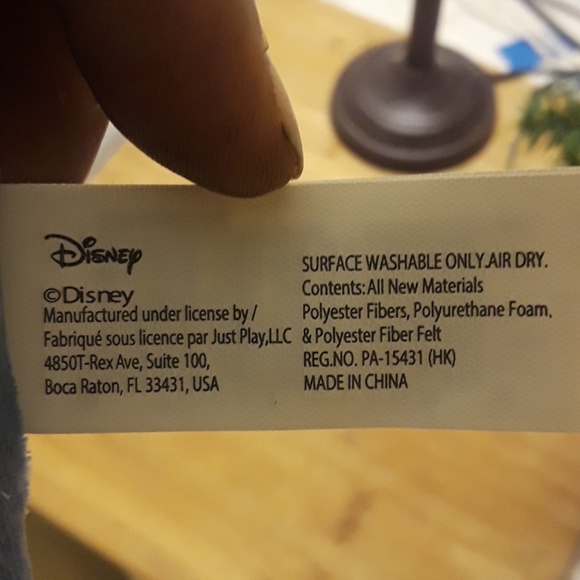 Disney
©Disney
Manufactured under license by /
Fabriqué sous licence par Just Play,LLC
4850T-Rex Ave, Suite 100,
Boca Raton, FL 33431, USA
SURFACE WASHABLE ONLY.AIR DRY.
Contents:All New Materials
Polyester Fibers, Polyurethane Foam,
& Polyester Fiber Felt
REG.NO. PA-15431 (HK)
MADE IN CHINA